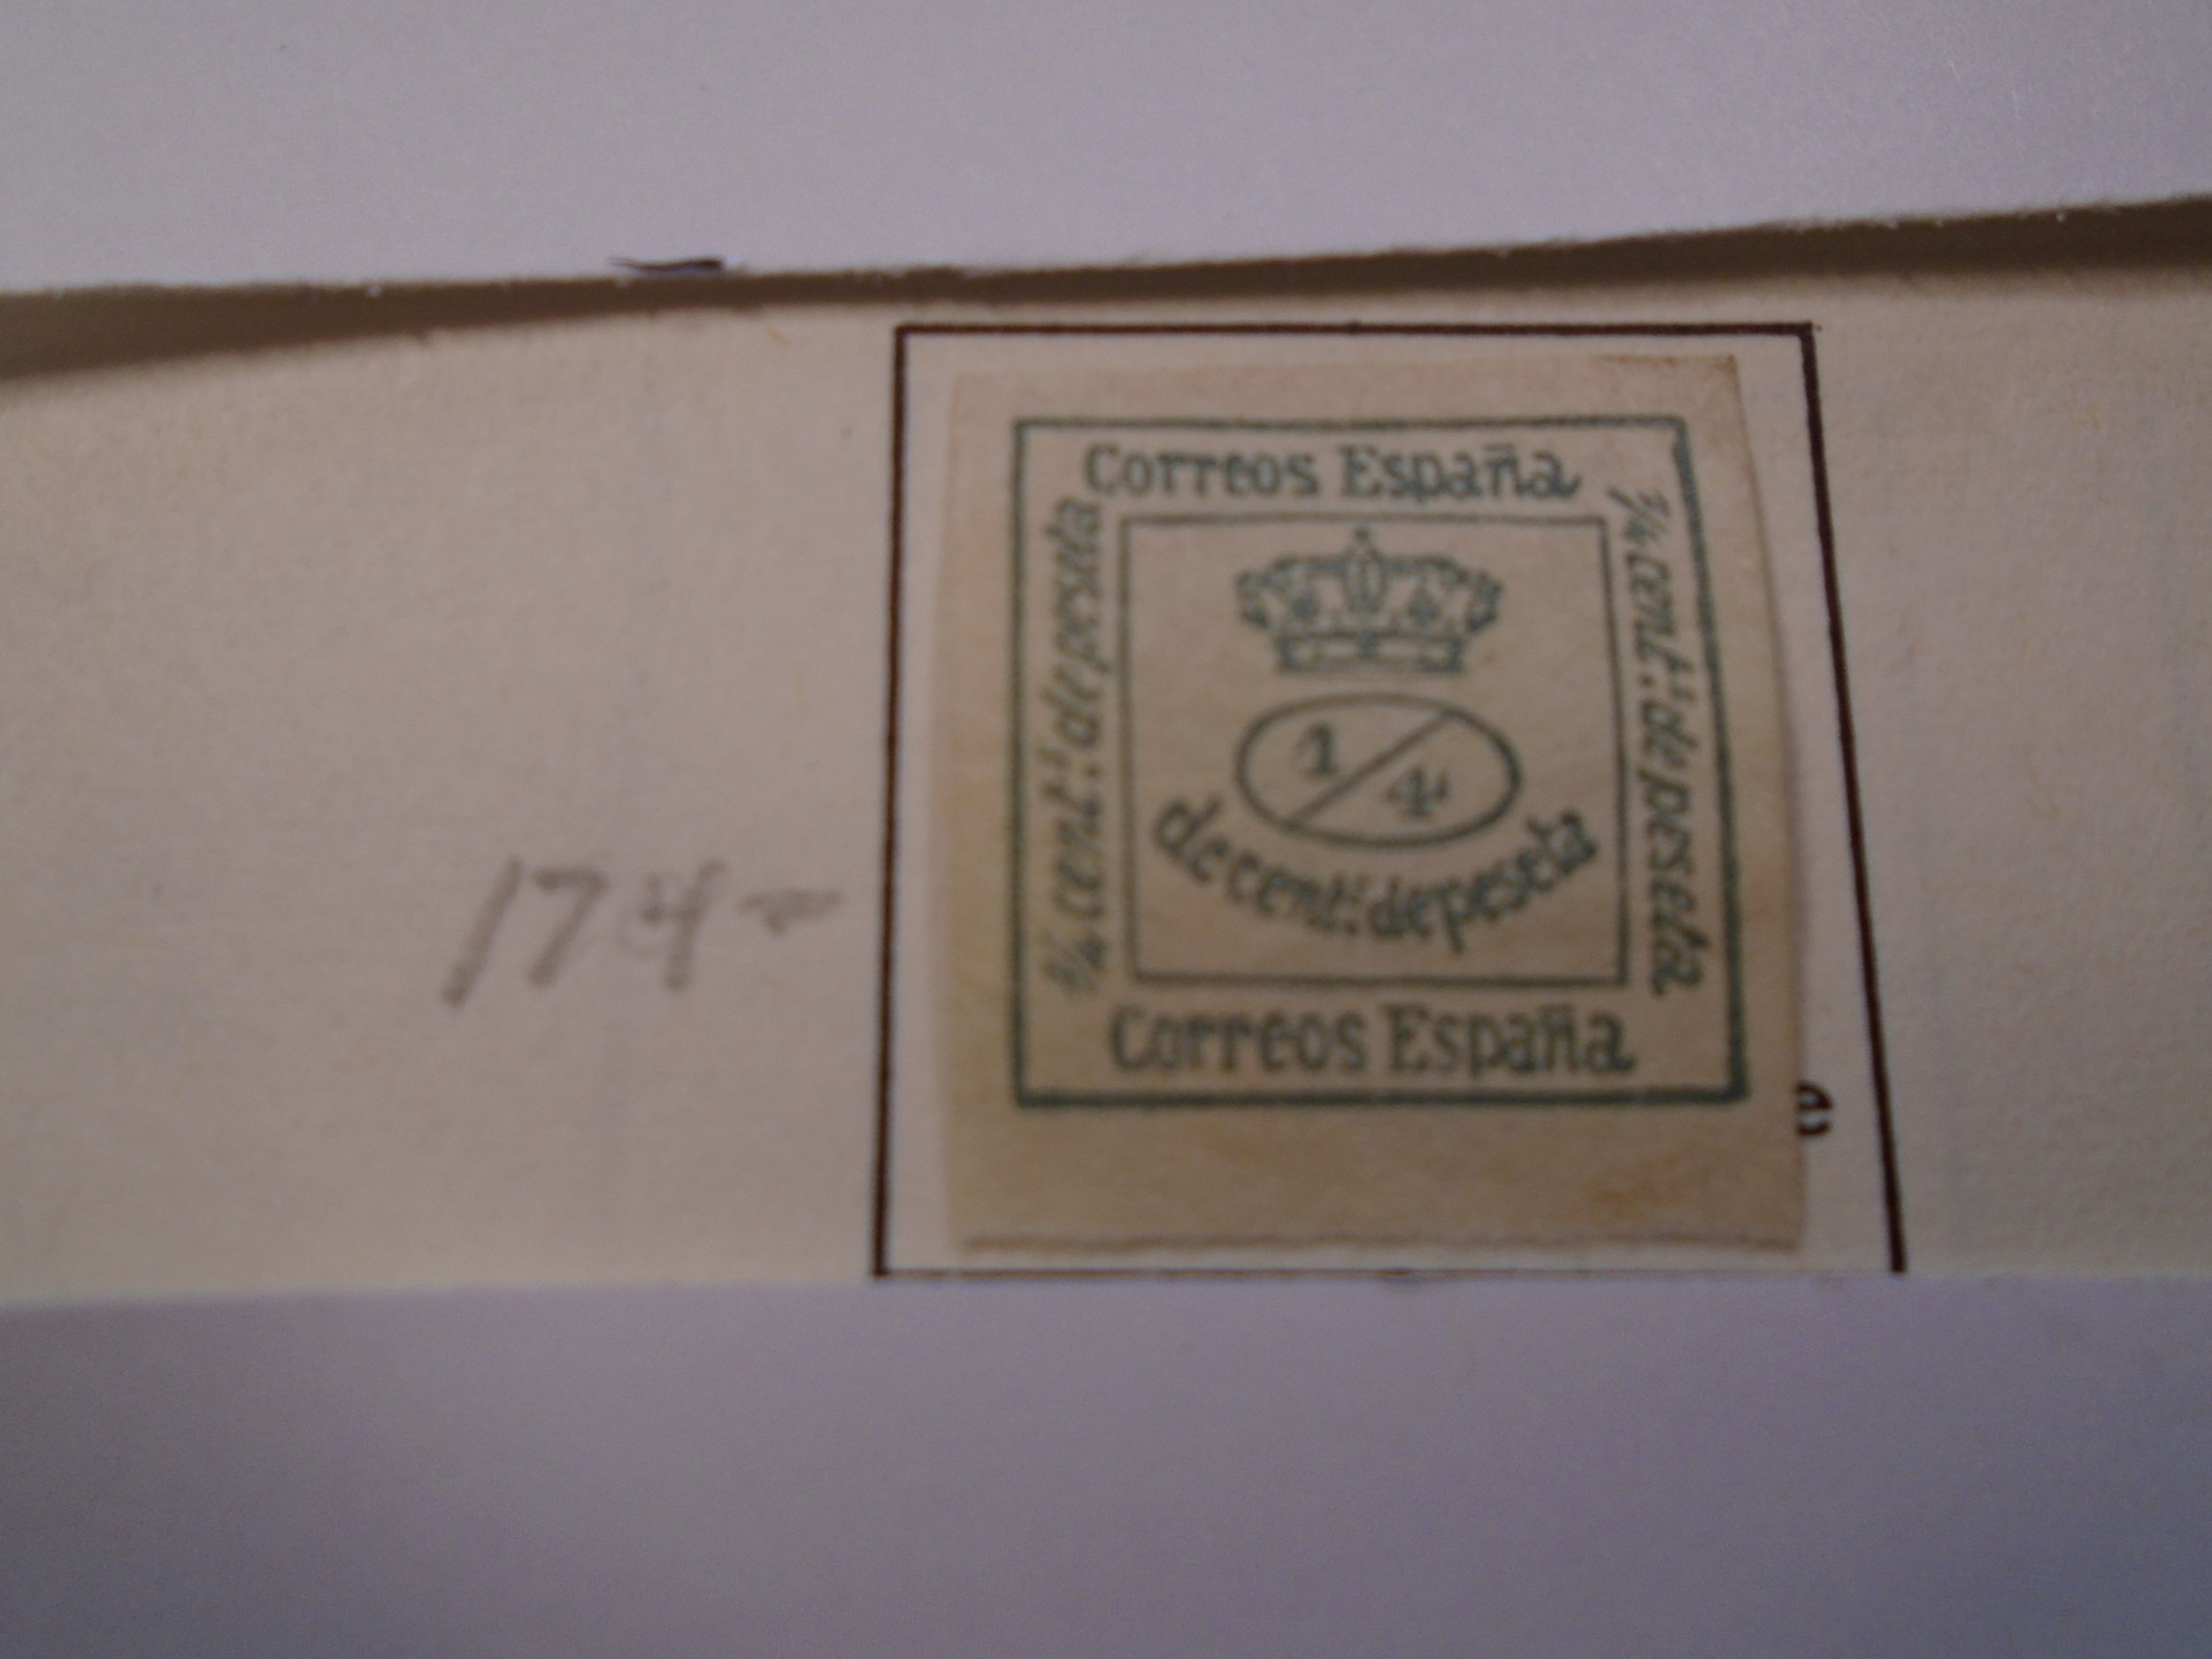 Correos España
¼ cent.º de peseta
1/4
de cent.º de peseta
¼ cent.º de peseta
Correos España
174-